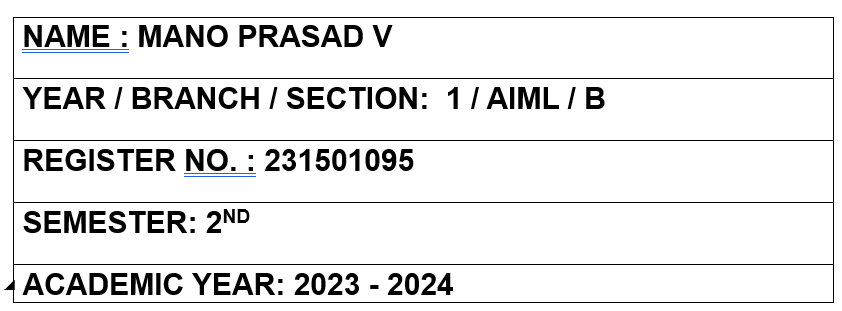 NAME : MANO PRASAD V
YEAR / BRANCH / SECTION:  1 / AIML / B
REGISTER NO. : 231501095
SEMESTER: 2ND
ACADEMIC YEAR: 2023 - 2024